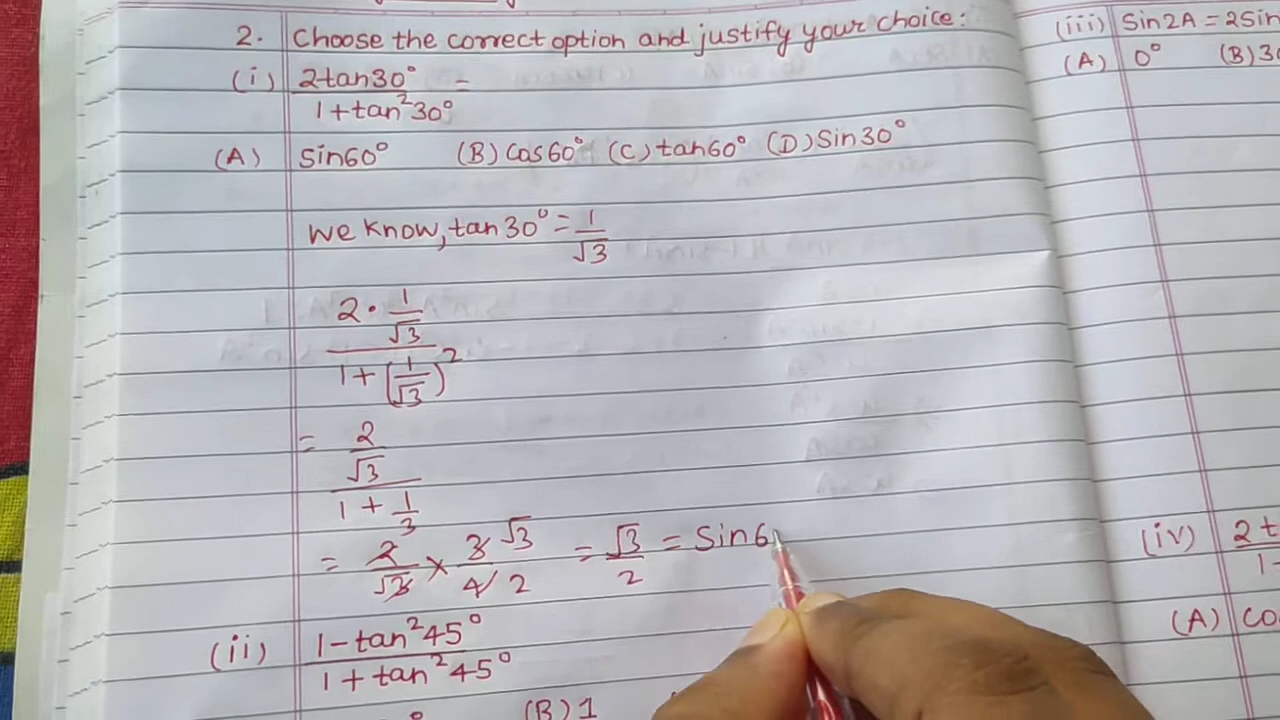 2. Choose the correct option and justify your choice:
(i) 2tan30° =
1+tan²30°
(A) Sin60° (B) Cos60° (C) tan60° (D) Sin30°
We know, tan30° = 1
√3
2 · 1
√3
1 + (1
√3)²
= 2
√3
1 + 1
3
= 2 × 3 √3 = √3 = Sin6
√3 4 2 2
(ii) 1-tan²45°
1+tan²45°
(B) 1
(iii) Sin2A = 2Sin
(A) 0° (B) 3
(iv) 2t
1-
(A) Co